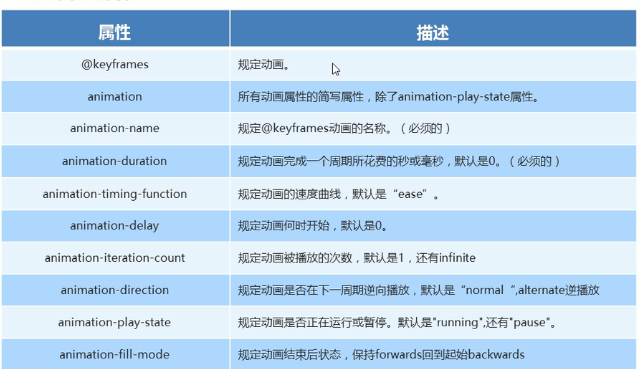 属性 描述
@keyframes 规定动画。
animation 所有动画属性的简写属性，除了animation-play-state属性。
animation-name 规定@keyframes动画的名称。（必须的）
animation-duration 规定动画完成一个周期所花费的秒或毫秒，默认是0。（必须的）
animation-timing-function 规定动画的速度曲线，默认是“ease”。
animation-delay 规定动画何时开始，默认是0。
animation-iteration-count 规定动画被播放的次数，默认是1，还有infinite
animation-direction 规定动画是否在下一周期逆向播放，默认是“normal“,alternate逆播放
animation-play-state 规定动画是否正在运行或暂停。默认是"running",还有"pause"。
animation-fill-mode 规定动画结束后状态，保持forwards回到起始backwards